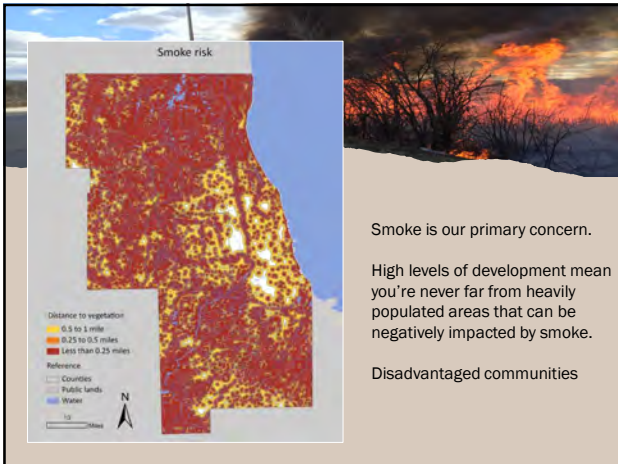 Smoke risk
Smoke is our primary concern.
High levels of development mean
you're never far from heavily
populated areas that can be
negatively impacted by smoke.
Disadvantaged communities
Distance to vegetation
0.5 to 1 mile
0.25 to 0.5 miles
Less than 0.25 miles
Reference
Counties
Public lands
Water
N
Miles